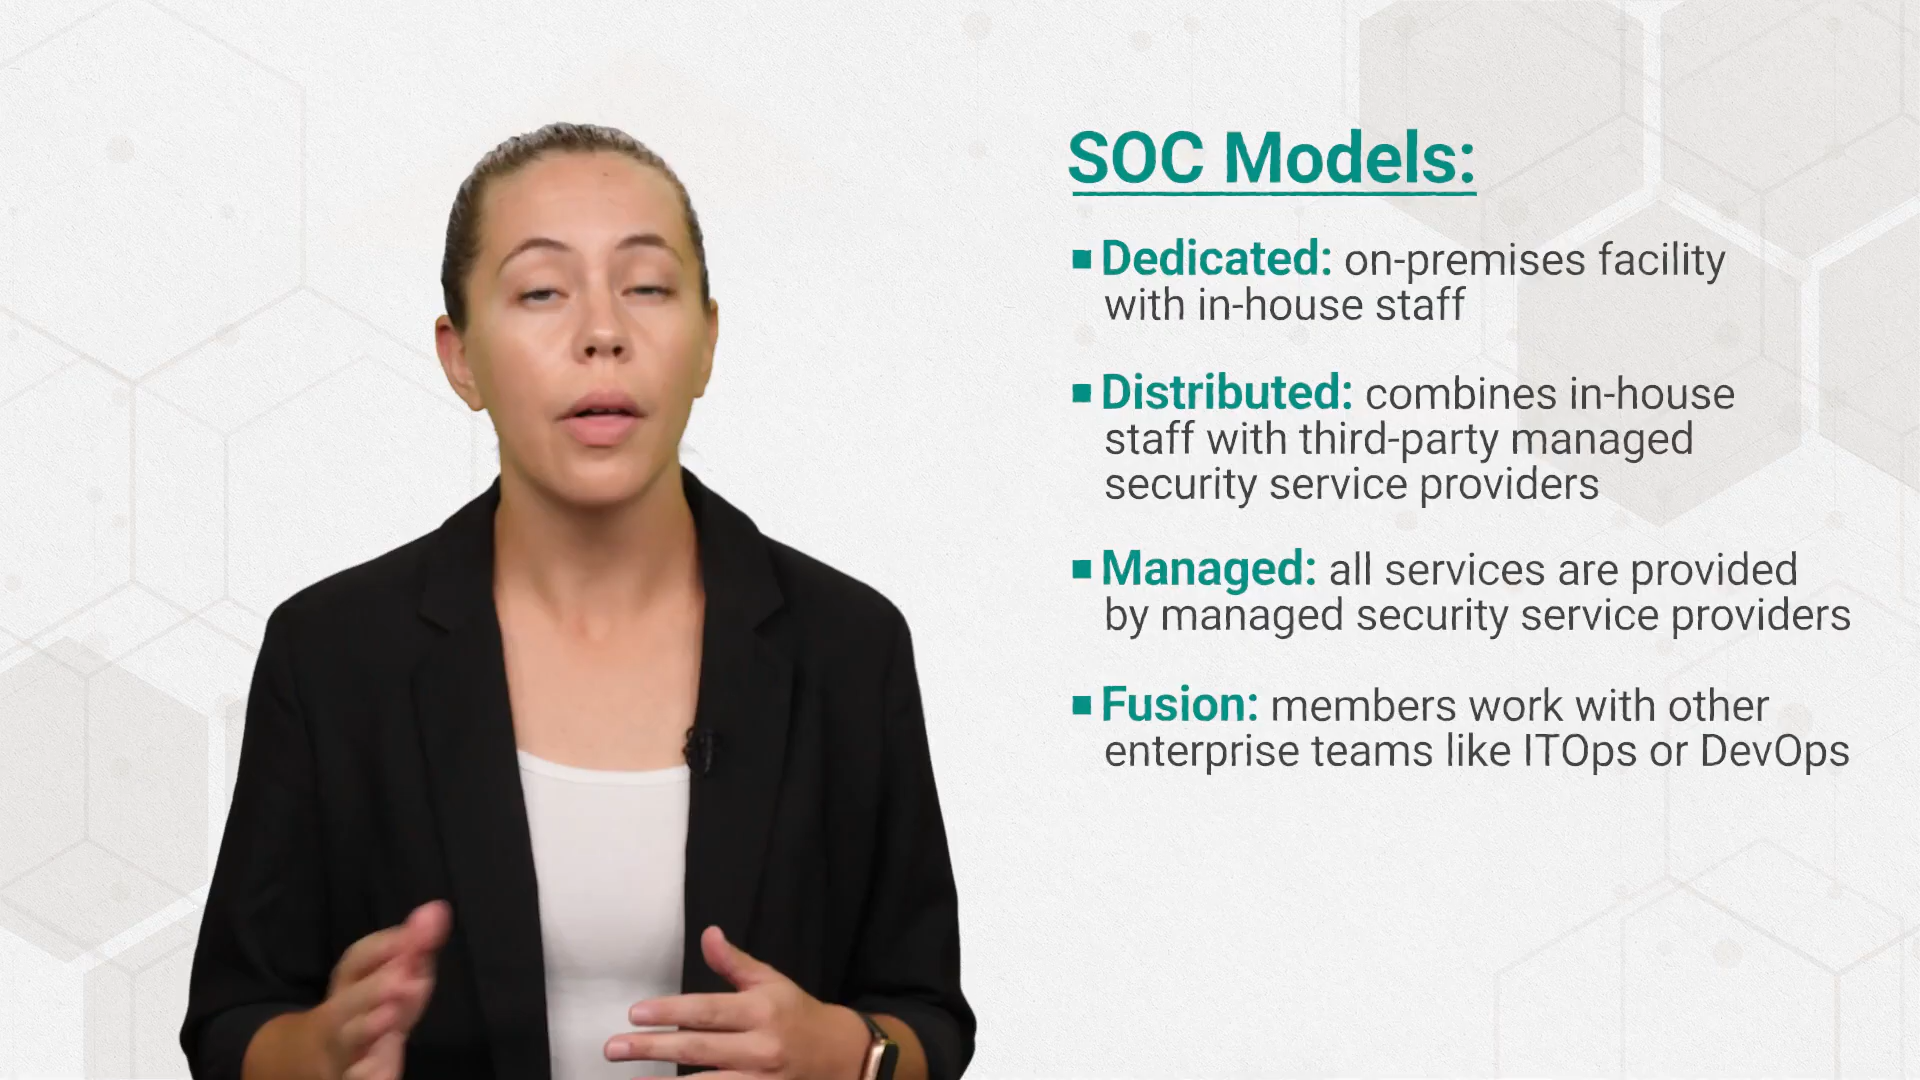 SOC Models:
Dedicated: on-premises facility
with in-house staff
Distributed: combines in-house
staff with third-party managed
security service providers
Managed: all services are provided
by managed security service providers
Fusion: members work with other
enterprise teams like ITOps or DevOps